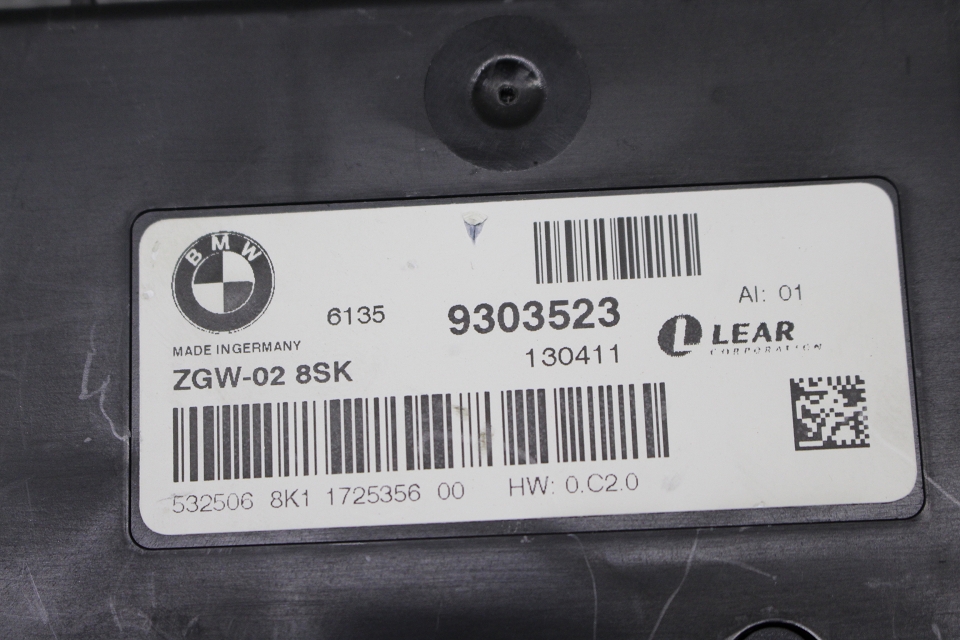 BMW
6135 9303523 AI: 01
MADE INGERMANY 130411 LEAR
CORPORATION
ZGW-02 8SK
532506 8K1 1725356 00 HW: 0.C2.0